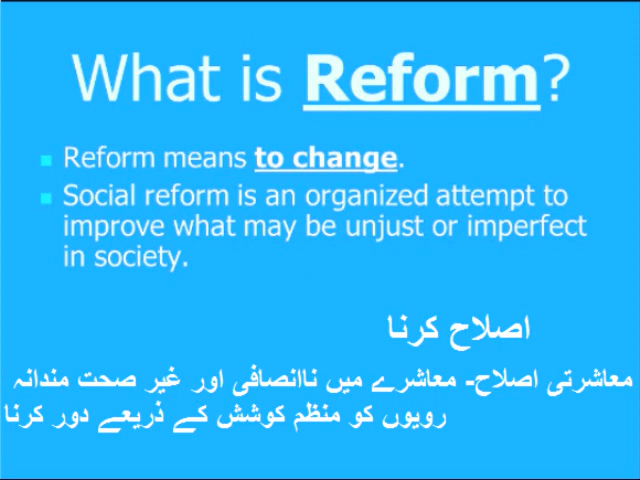 What is Reform?
Reform means to change.
Social reform is an organized attempt to
improve what may be unjust or imperfect
in society.
اصلاح کرنا
معاشرتی اصلاح- معاشرے میں ناانصافی اور غیر صحت مندانہ
رویوں کو منظم کوشش کے ذریعے دور کرنا